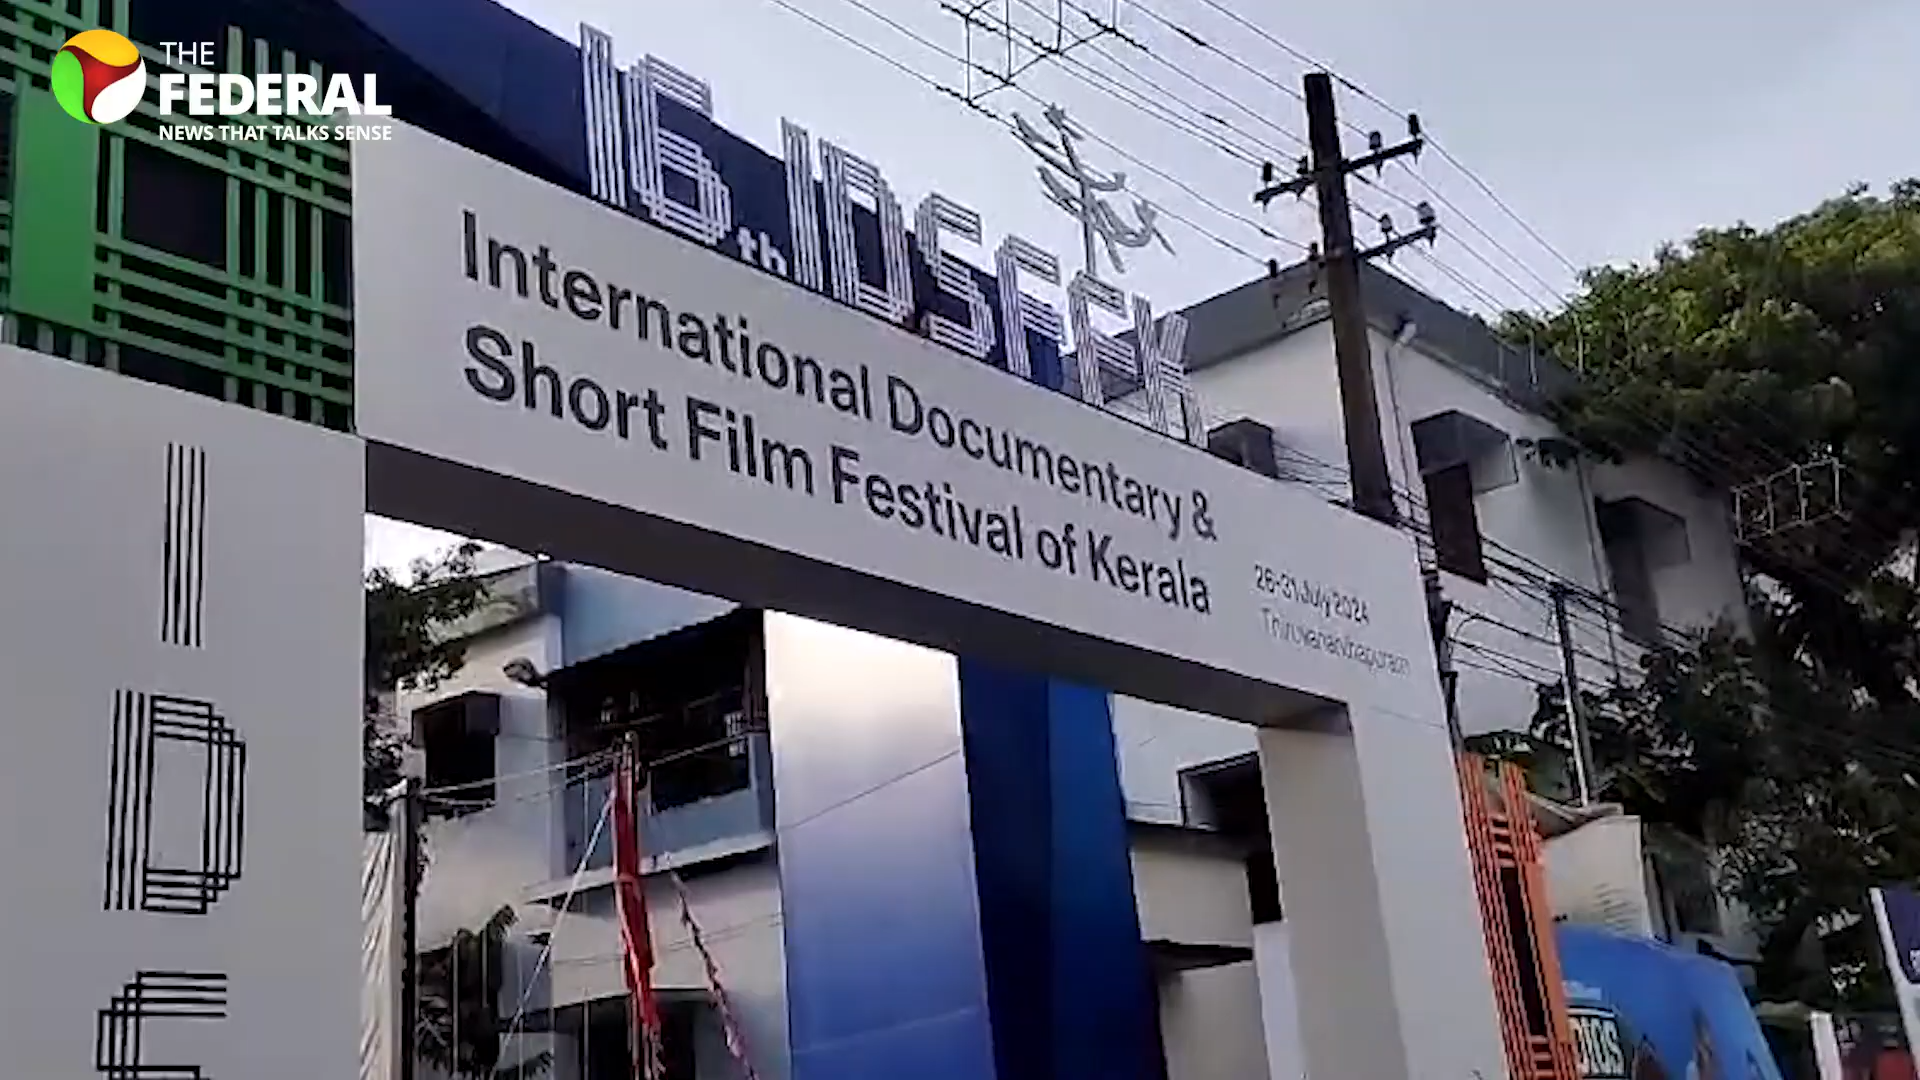 THE
FEDERAL
NEWS THAT TALKS SENSE
16th IDSFFK
International Documentary &
Short Film Festival of Kerala
26-31 July 2024
Thiruvananthapuram
I
D
S